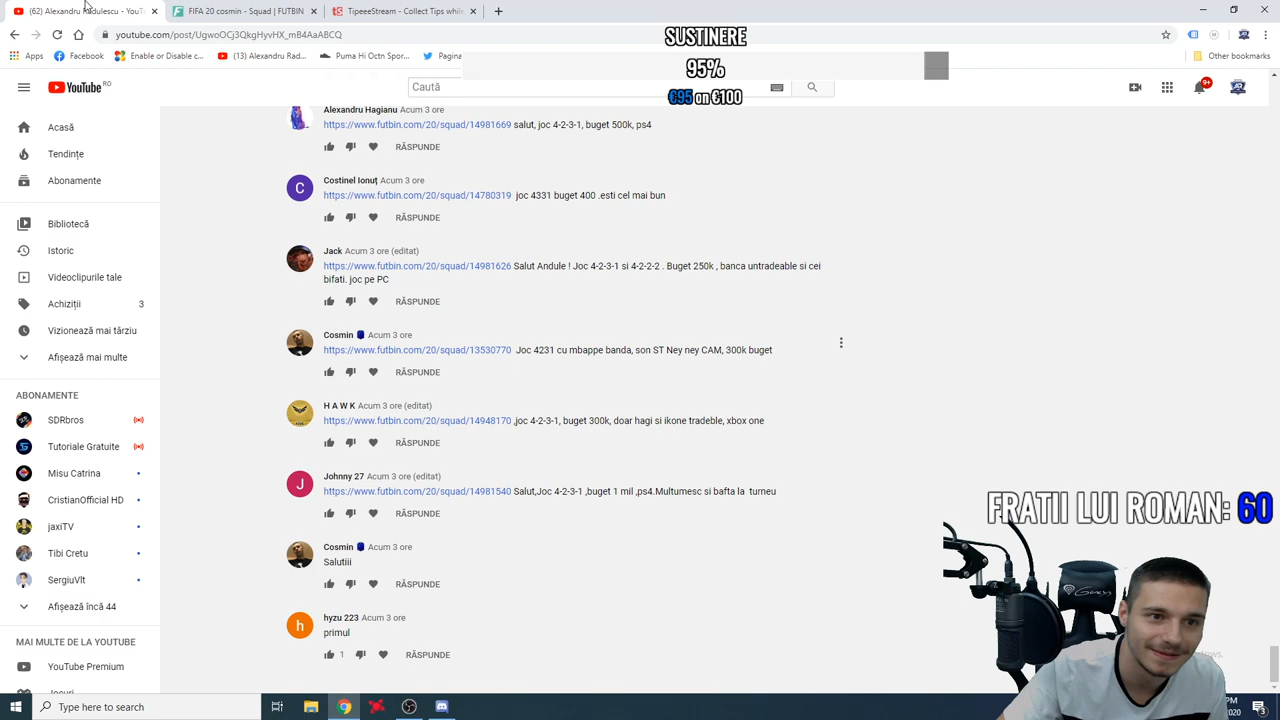 (62) Alexandru Rădulescu - YouT
FIFA 20 cosmin - Squad | FUTBIN
TipeeeStream - Collect Tips while
youtube.com/post/UgwoOCj3QkgHyvHX_mB4AaABCQ
SUSTINERE
Apps
Facebook
Enable or Disable c...
(13) Alexandru Rad...
Puma Hi Octn Spor...
Patinage
Other bookmarks
95%
YouTube RO
Caută
9+
€95 on €100
Acasă
Tendințe
Abonamente
Bibliotecă
Istoric
Videoclipurile tale
Achiziții 3
Vizionează mai târziu
Afișează mai multe
ABONAMENTE
SDRbros
Tutoriale Gratuite
Misu Catrina
CristianOfficial HD
jaxiTV
Tibi Cretu
SergiuVlt
Afișează încă 44
MAI MULTE DE LA YOUTUBE
YouTube Premium
Jocuri
Alexandru Hagianu Acum 3 ore
https://www.futbin.com/20/squad/14981669 salut, joc 4-2-3-1, buget 500k, ps4
RĂSPUNDE
C
Costinel Ionuț Acum 3 ore
https://www.futbin.com/20/squad/14780319 joc 4331 buget 400 .esti cel mai bun
RĂSPUNDE
Jack Acum 3 ore (editat)
https://www.futbin.com/20/squad/14981626 Salut Andule ! Joc 4-2-3-1 si 4-2-2-2 . Buget 250k , banca untradeable si cei
bifati. joc pe PC
RĂSPUNDE
Cosmin Acum 3 ore
https://www.futbin.com/20/squad/13530770 Joc 4231 cu mbappe banda, son ST Ney ney CAM, 300k buget
RĂSPUNDE
H A W K Acum 3 ore (editat)
https://www.futbin.com/20/squad/14948170 ,joc 4-2-3-1, buget 300k, doar hagi si ikone tradeble, xbox one
RĂSPUNDE
J
Johnny 27 Acum 3 ore (editat)
https://www.futbin.com/20/squad/14981540 Salut,Joc 4-2-3-1 ,buget 1 mil ,ps4.Multumesc si bafta la turneu
RĂSPUNDE
Cosmin Acum 3 ore
Salutiii
RĂSPUNDE
h
hyzu 223 Acum 3 ore
primul
1 RĂSPUNDE
FRATII LUI ROMAN: 60
Genesis
Type here to search
PM
2020
3